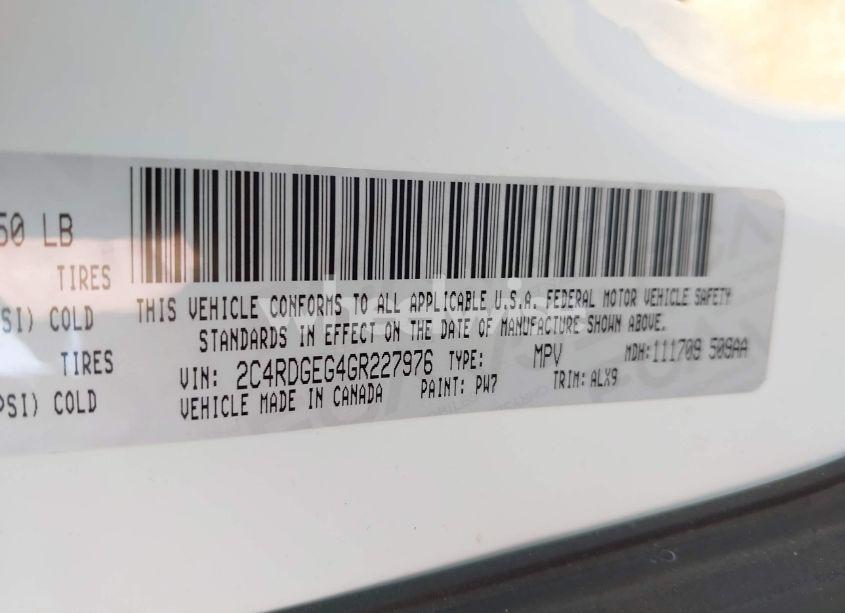 50 LB
TIRES
SI) COLD
TIRES
PSI) COLD
THIS VEHICLE CONFORMS TO ALL APPLICABLE U.S.A. FEDERAL MOTOR VEHICLE SAFETY
STANDARDS IN EFFECT ON THE DATE OF MANUFACTURE SHOWN ABOVE.
VIN: 2C4RDGEG4GR227976 TYPE: MPV MDH:111709 509AA
VEHICLE MADE IN CANADA PAINT: PW7 TRIM: ALX9